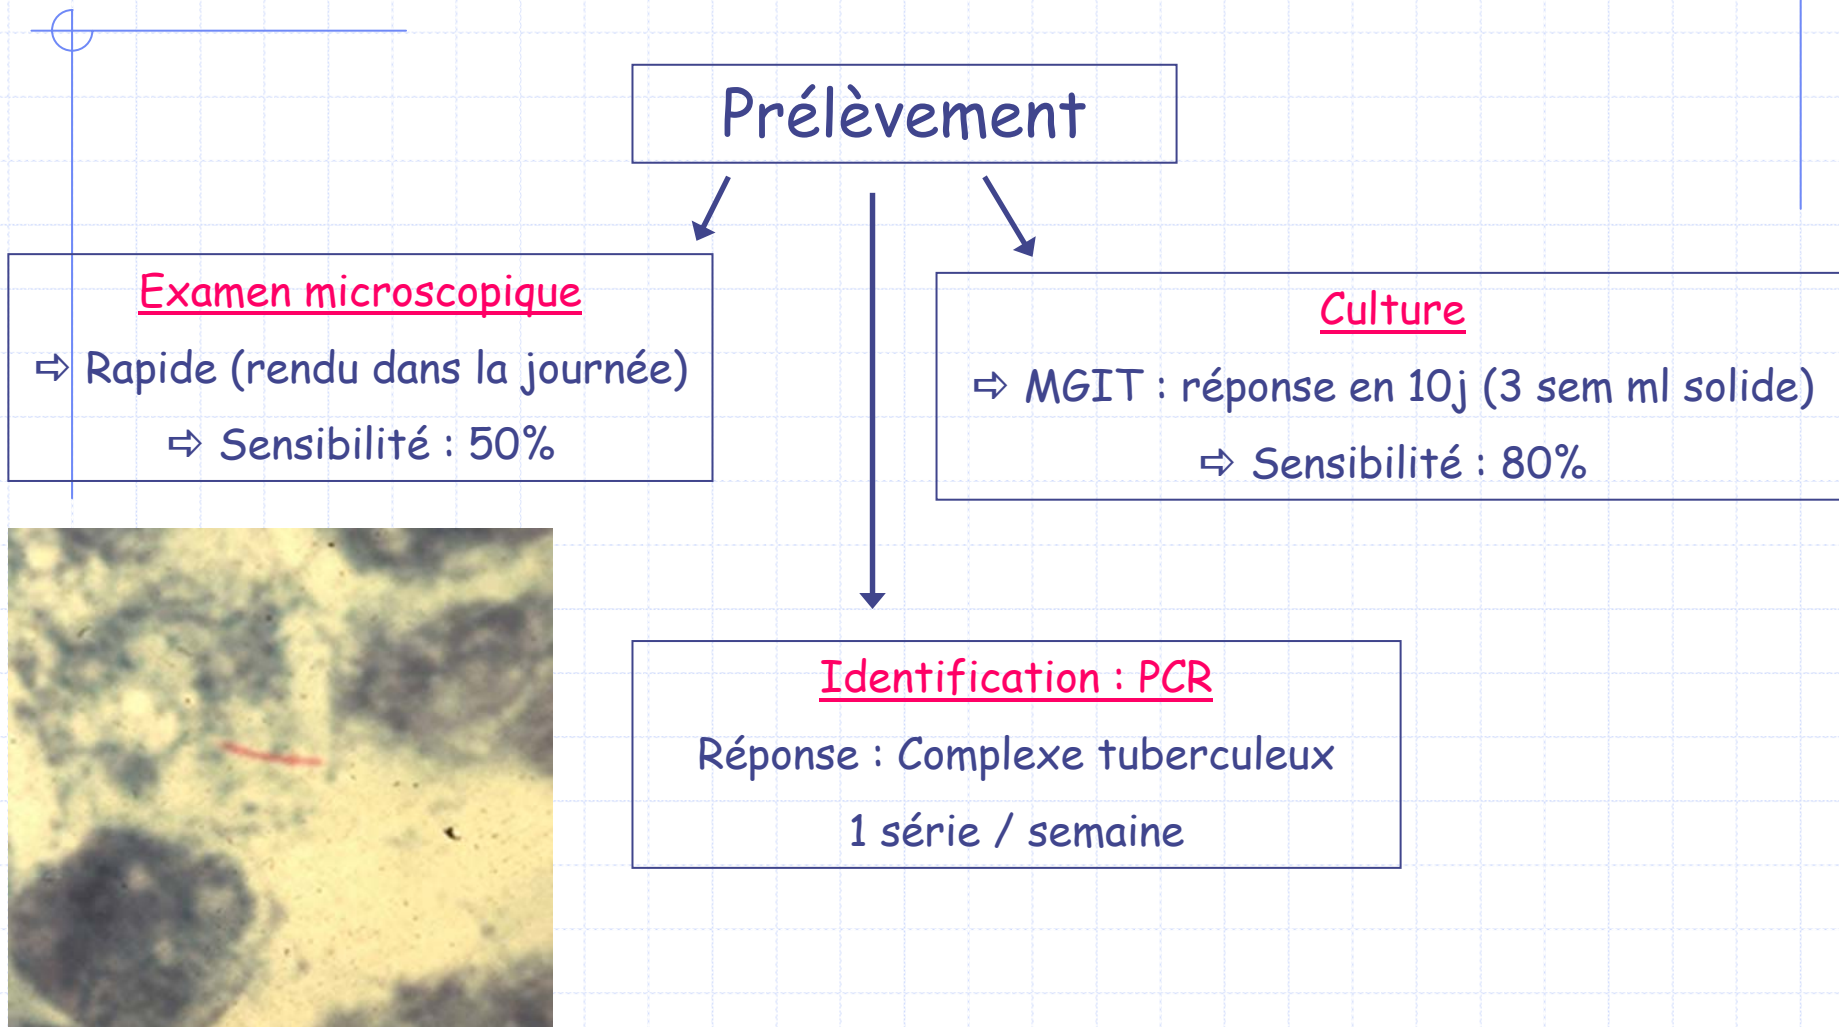 Prélèvement
Examen microscopique
⇨ Rapide (rendu dans la journée)
⇨ Sensibilité : 50%
Culture
⇨ MGIT : réponse en 10j (3 sem ml solide)
⇨ Sensibilité : 80%
Identification : PCR
Réponse : Complexe tuberculeux
1 série / semaine